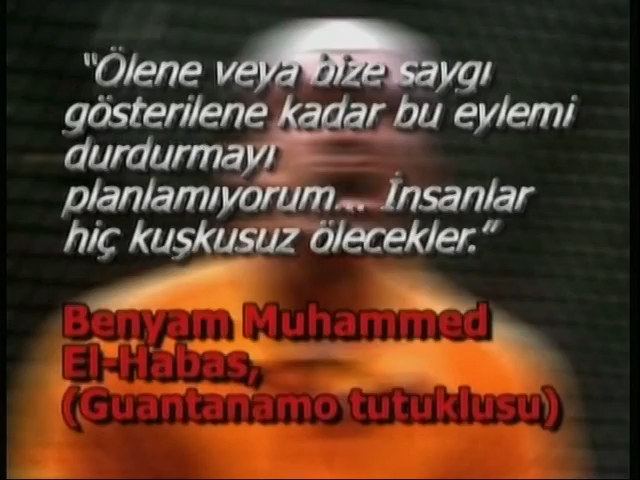 “Ölene veya bize saygı
gösterilene kadar bu eylemi
durdurmayı
planlamıyorum... İnsanlar
hiç kuşkusuz ölecekler.”
Benyam Muhammed
El-Habas,
(Guantanamo tutuklusu)